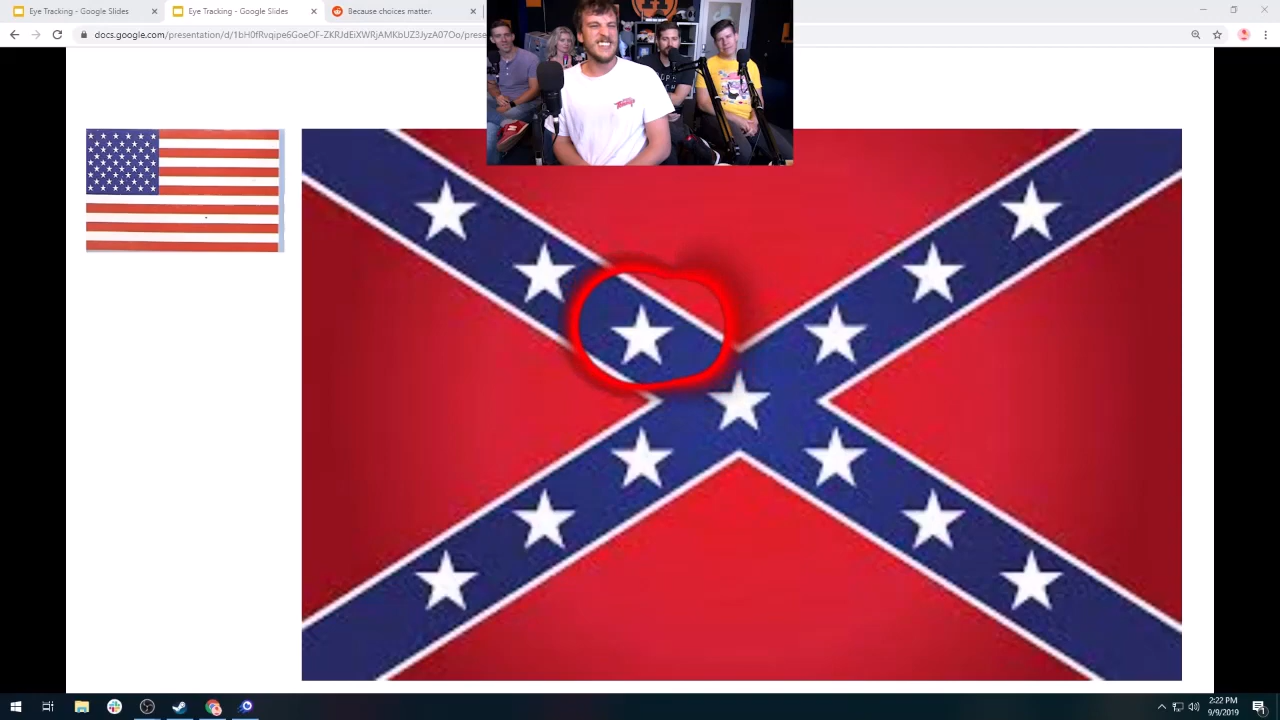 Eye Tracking - Google Slides
Eye Tracking - Google Slides
Because choices matter.
docs.google.com/presentation/d/1bH0fRvqipe6GoeOF-ZKRJdEiXWRjAMKbUZ3JyzA07Oo/prese
2:22 PM
9/9/2019